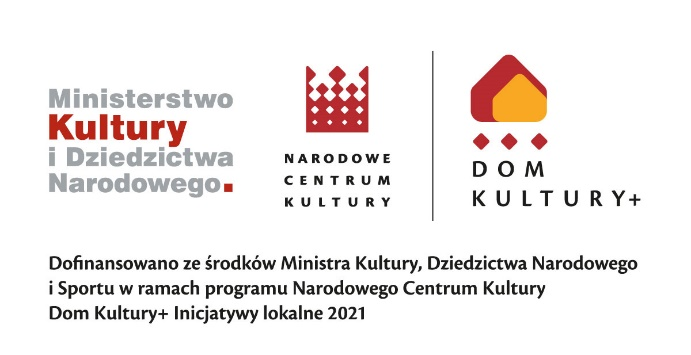 Ministerstwo
Kultury
i Dziedzictwa
Narodowego.
NARODOWE
CENTRUM
KULTURY
DOM
KULTURY+
Dofinansowano ze środków Ministra Kultury, Dziedzictwa Narodowego
i Sportu w ramach programu Narodowego Centrum Kultury
Dom Kultury+ Inicjatywy lokalne 2021